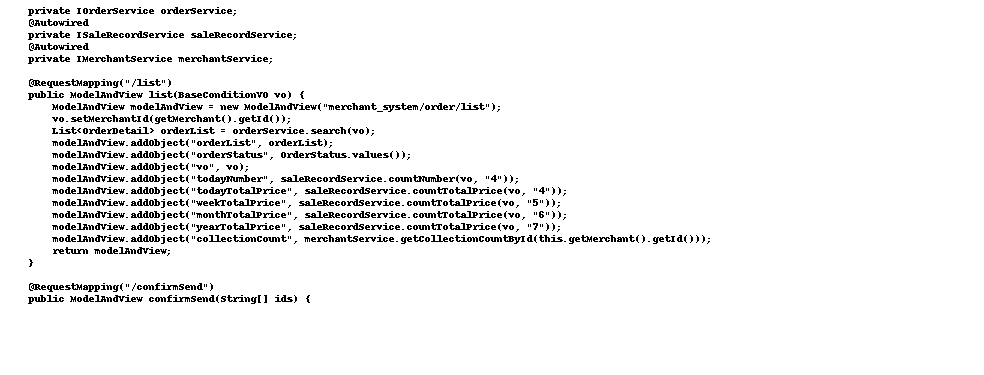 private IOrderService orderService;
@Autowired
private ISaleRecordService saleRecordService;
@Autowired
private IMerchantService merchantService;
@RequestMapping("/list")
public ModelAndView list(BaseConditionVO vo) {
ModelAndView modelAndView = new ModelAndView("merchant_system/order/list");
vo.setMerchantId(getMerchant().getId());
List<OrderDetail> orderList = orderService.search(vo);
modelAndView.addObject("orderList", orderList);
modelAndView.addObject("orderStatus", OrderStatus.values());
modelAndView.addObject("vo", vo);
modelAndView.addObject("todayNumber", saleRecordService.countNumber(vo, "4"));
modelAndView.addObject("todayTotalPrice", saleRecordService.countTotalPrice(vo, "4"));
modelAndView.addObject("weekTotalPrice", saleRecordService.countTotalPrice(vo, "5"));
modelAndView.addObject("monthTotalPrice", saleRecordService.countTotalPrice(vo, "6"));
modelAndView.addObject("yearTotalPrice", saleRecordService.countTotalPrice(vo, "7"));
modelAndView.addObject("collectionCount", merchantService.getCollectionCountById(this.getMerchant().getId()));
return modelAndView;
}
@RequestMapping("/confirmSend")
public ModelAndView confirmSend(String[] ids) {